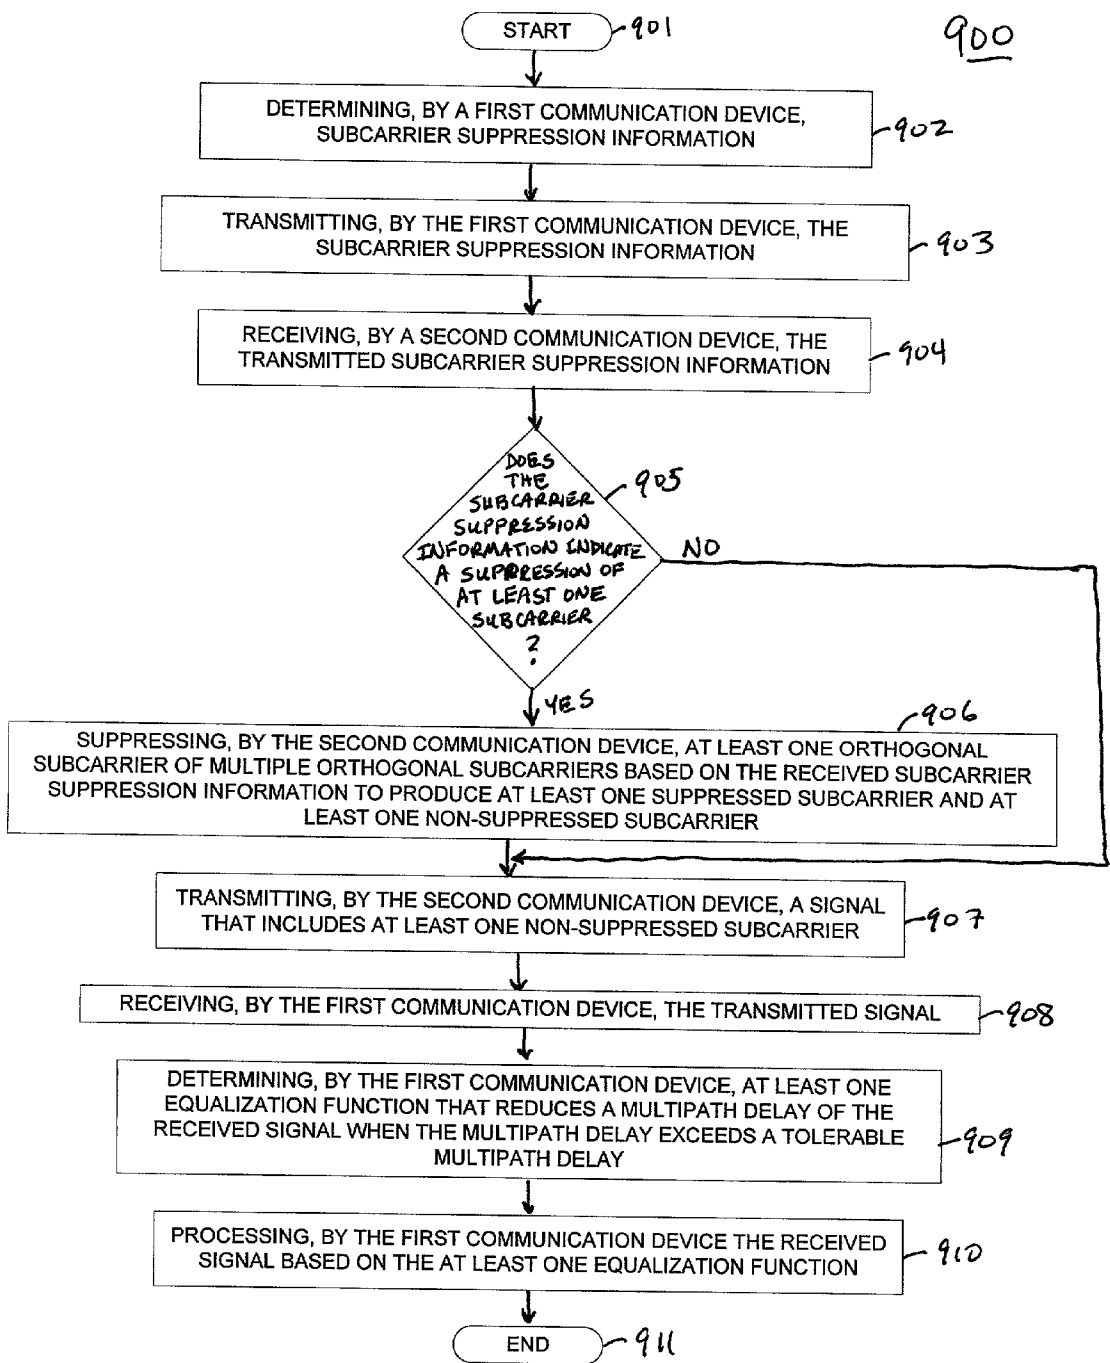 START
901
900
DETERMINING, BY A FIRST COMMUNICATION DEVICE,
SUBCARRIER SUPPRESSION INFORMATION
902
TRANSMITTING, BY THE FIRST COMMUNICATION DEVICE, THE
SUBCARRIER SUPPRESSION INFORMATION
903
RECEIVING, BY A SECOND COMMUNICATION DEVICE, THE
TRANSMITTED SUBCARRIER SUPPRESSION INFORMATION
904
DOES
THE
SUBCARRIER
SUPPRESSION
INFORMATION INDICATE
A SUPPRESSION OF
AT LEAST ONE
SUBCARRIER
?
905
NO
YES
906
SUPPRESSING, BY THE SECOND COMMUNICATION DEVICE, AT LEAST ONE ORTHOGONAL
SUBCARRIER OF MULTIPLE ORTHOGONAL SUBCARRIERS BASED ON THE RECEIVED SUBCARRIER
SUPPRESSION INFORMATION TO PRODUCE AT LEAST ONE SUPPRESSED SUBCARRIER AND AT
LEAST ONE NON-SUPPRESSED SUBCARRIER
TRANSMITTING, BY THE SECOND COMMUNICATION DEVICE, A SIGNAL
THAT INCLUDES AT LEAST ONE NON-SUPPRESSED SUBCARRIER
907
RECEIVING, BY THE FIRST COMMUNICATION DEVICE, THE TRANSMITTED SIGNAL
908
DETERMINING, BY THE FIRST COMMUNICATION DEVICE, AT LEAST ONE
EQUALIZATION FUNCTION THAT REDUCES A MULTIPATH DELAY OF THE
RECEIVED SIGNAL WHEN THE MULTIPATH DELAY EXCEEDS A TOLERABLE
MULTIPATH DELAY
909
PROCESSING, BY THE FIRST COMMUNICATION DEVICE THE RECEIVED
SIGNAL BASED ON THE AT LEAST ONE EQUALIZATION FUNCTION
910
END
911